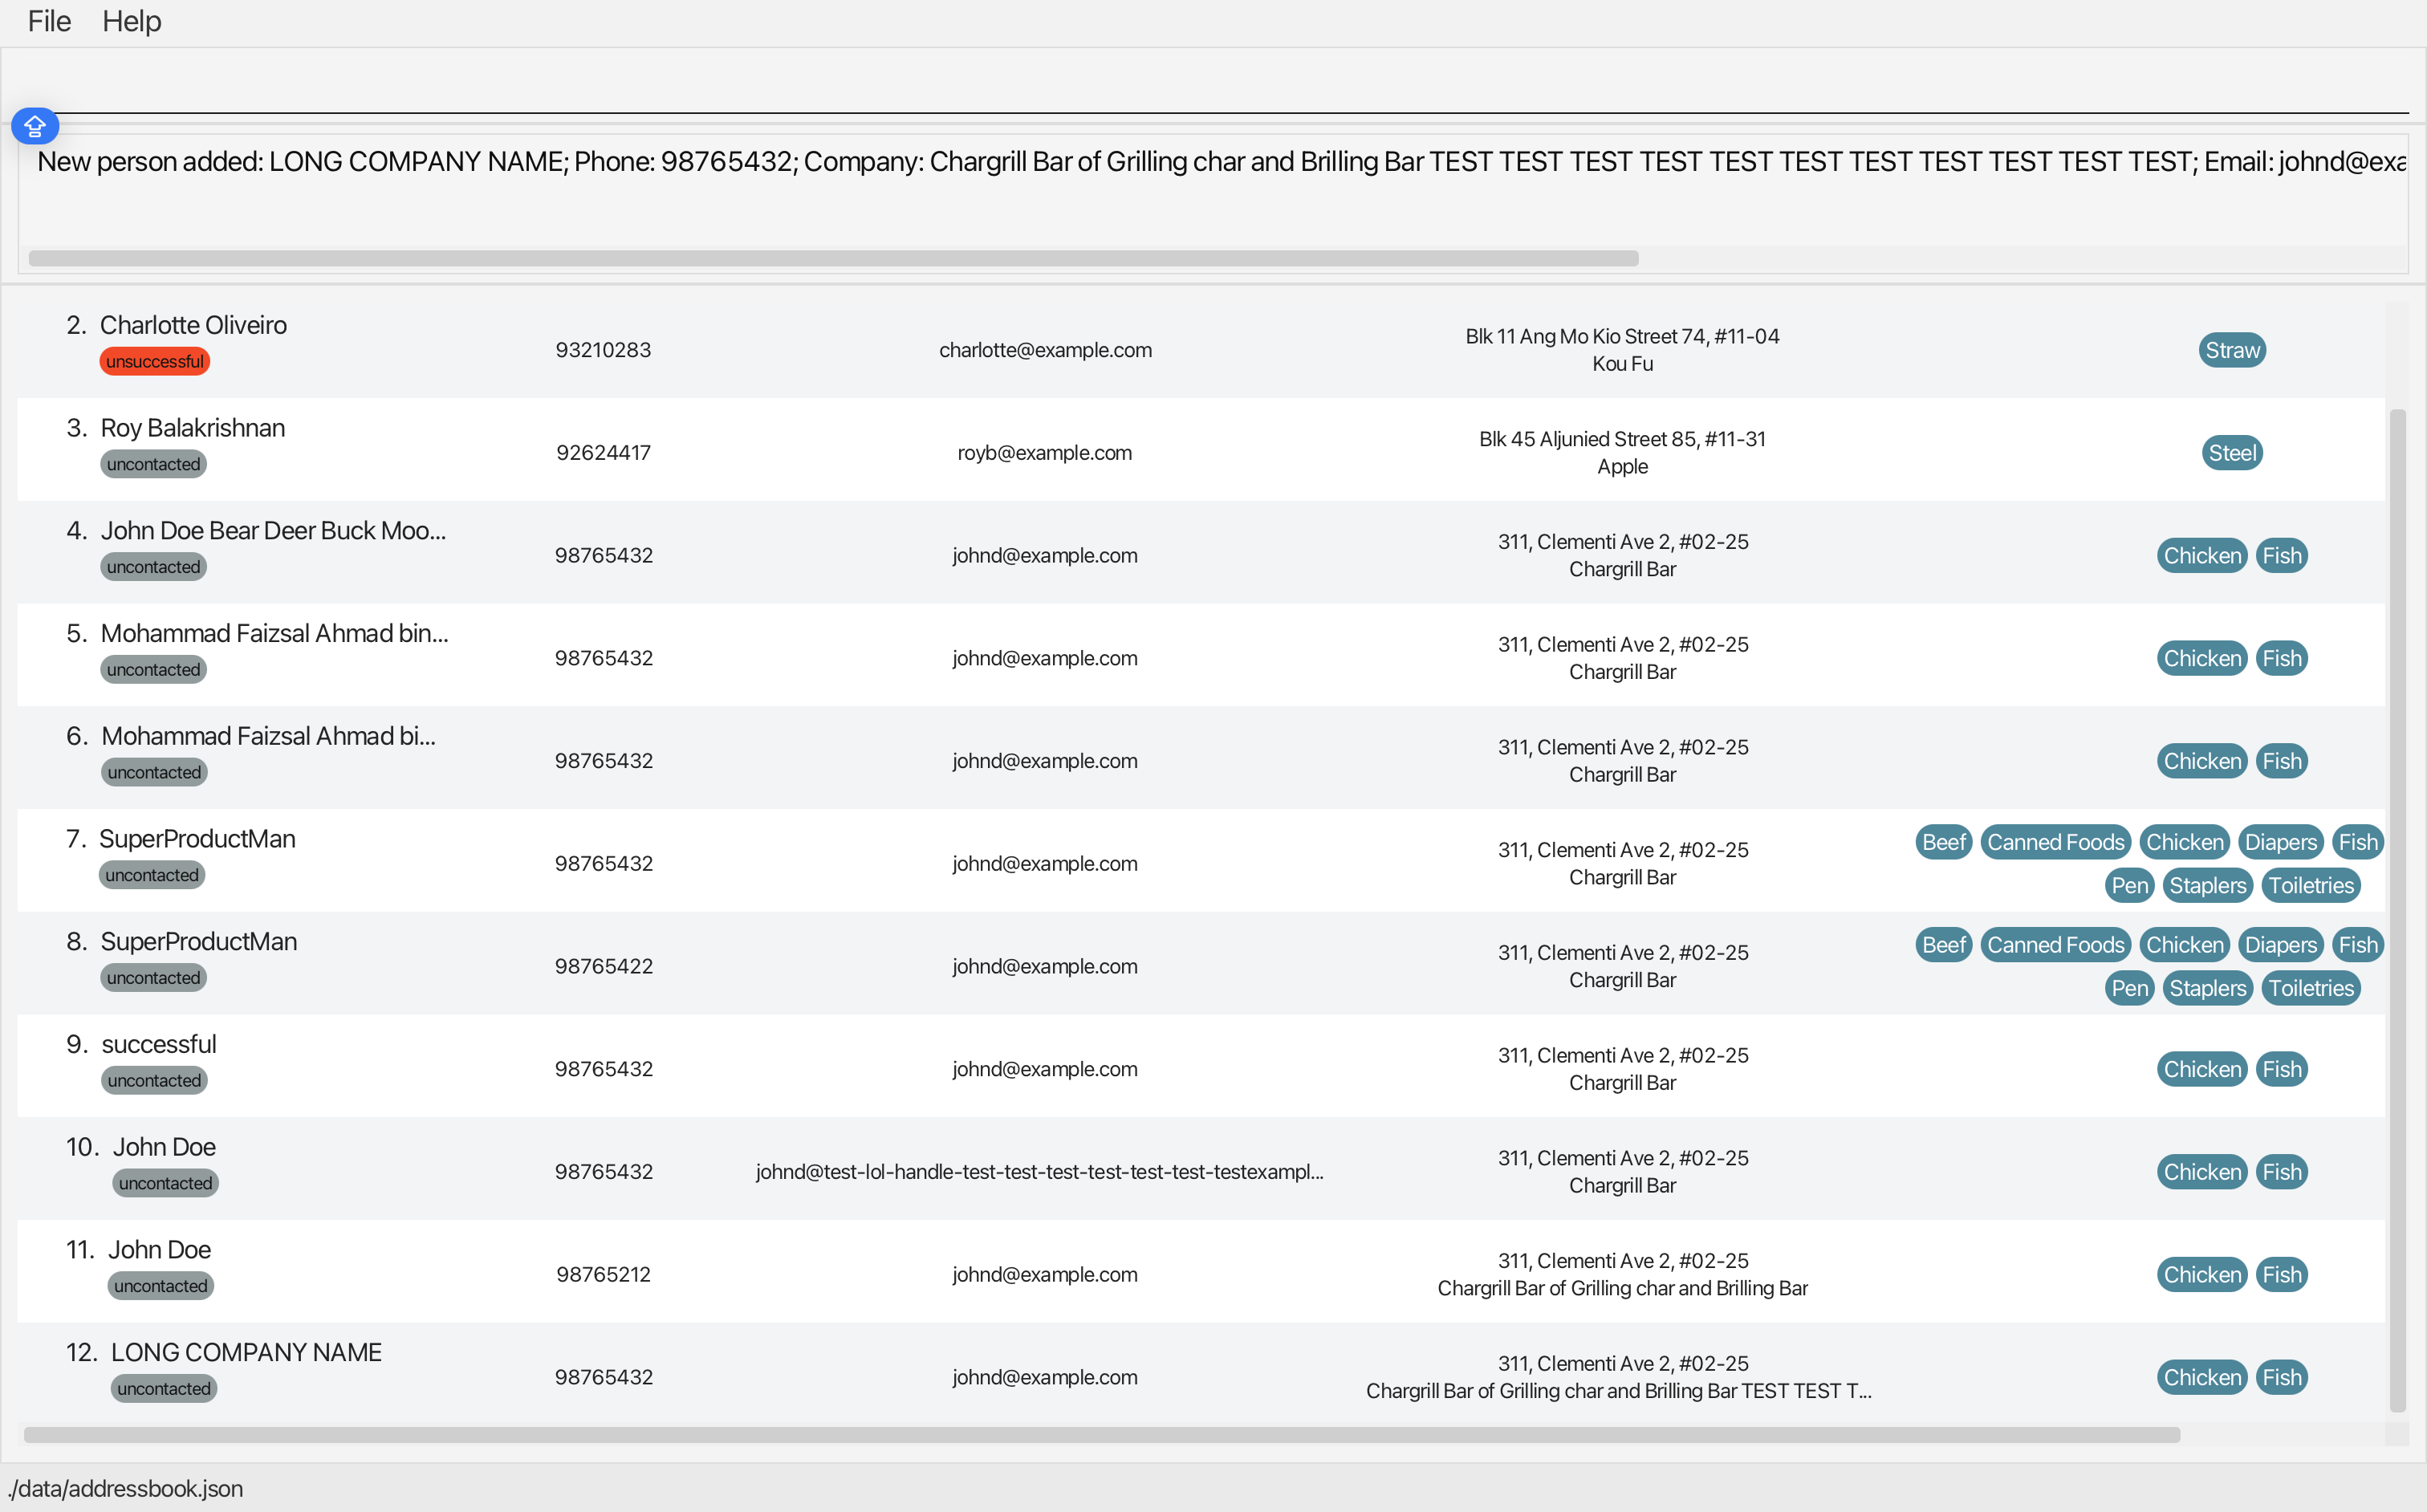 File Help
New person added: LONG COMPANY NAME; Phone: 98765432; Company: Chargrill Bar of Grilling char and Brilling Bar TEST TEST TEST TEST TEST TEST TEST TEST TEST TEST TEST; Email: johnd@exa
2. Charlotte Oliveiro
unsuccessful
93210283
charlotte@example.com
Blk 11 Ang Mo Kio Street 74, #11-04
Kou Fu
Straw
3. Roy Balakrishnan
uncontacted
92624417
royb@example.com
Blk 45 Aljunied Street 85, #11-31
Apple
Steel
4. John Doe Bear Deer Buck Moo...
uncontacted
98765432
johnd@example.com
311, Clementi Ave 2, #02-25
Chargrill Bar
Chicken Fish
5. Mohammad Faizsal Ahmad bin...
uncontacted
98765432
johnd@example.com
311, Clementi Ave 2, #02-25
Chargrill Bar
Chicken Fish
6. Mohammad Faizsal Ahmad bi...
uncontacted
98765432
johnd@example.com
311, Clementi Ave 2, #02-25
Chargrill Bar
Chicken Fish
7. SuperProductMan
uncontacted
98765432
johnd@example.com
311, Clementi Ave 2, #02-25
Chargrill Bar
Beef Canned Foods Chicken Diapers Fish
Pen Staplers Toiletries
8. SuperProductMan
uncontacted
98765422
johnd@example.com
311, Clementi Ave 2, #02-25
Chargrill Bar
Beef Canned Foods Chicken Diapers Fish
Pen Staplers Toiletries
9. successful
uncontacted
98765432
johnd@example.com
311, Clementi Ave 2, #02-25
Chargrill Bar
Chicken Fish
10. John Doe
uncontacted
98765432
johnd@test-lol-handle-test-test-test-test-test-test-testexampl...
311, Clementi Ave 2, #02-25
Chargrill Bar
Chicken Fish
11. John Doe
uncontacted
98765212
johnd@example.com
311, Clementi Ave 2, #02-25
Chargrill Bar of Grilling char and Brilling Bar
Chicken Fish
12. LONG COMPANY NAME
uncontacted
98765432
johnd@example.com
311, Clementi Ave 2, #02-25
Chargrill Bar of Grilling char and Brilling Bar TEST TEST T...
Chicken Fish
./data/addressbook.json